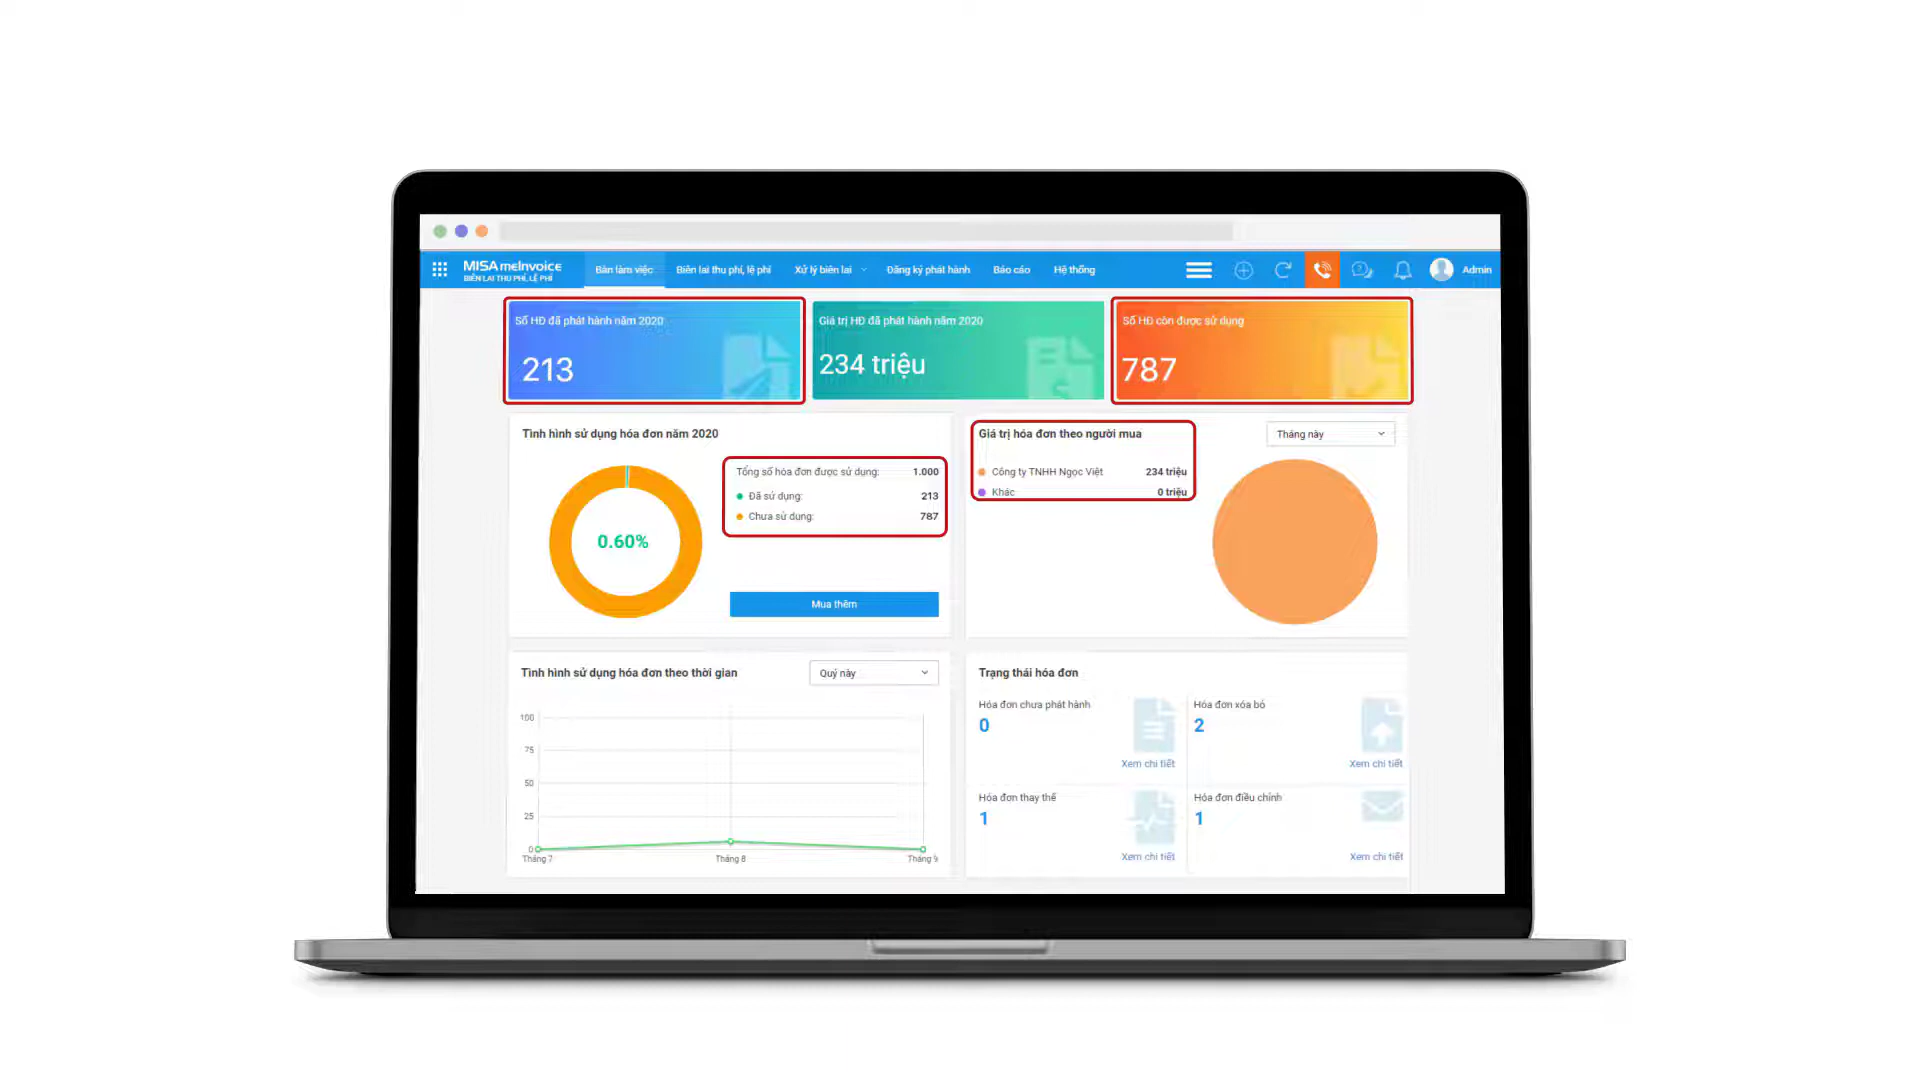 MISA meInvoice
BIÊN LAI THU PHÍ, LỆ PHÍ
Bàn làm việc
Biên lai thu phí, lệ phí
Xử lý biên lai
Đăng ký phát hành
Báo cáo
Hệ thống
Admin
Số HĐ đã phát hành năm 2020
213
Giá trị HĐ đã phát hành năm 2020
234 triệu
Số HĐ còn được sử dụng
787
Tình hình sử dụng hóa đơn năm 2020
0.60%
Tổng số hóa đơn được sử dụng: 1.000
Đã sử dụng: 213
Chưa sử dụng: 787
Mua thêm
Giá trị hóa đơn theo người mua
Tháng này
Công ty TNHH Ngọc Việt 234 triệu
Khác 0 triệu
Tình hình sử dụng hóa đơn theo thời gian
Quý này
100
75
50
25
0
Tháng 7
Tháng 8
Tháng 9
Trạng thái hóa đơn
Hóa đơn chưa phát hành
0
Xem chi tiết
Hóa đơn xóa bỏ
2
Xem chi tiết
Hóa đơn thay thế
1
Xem chi tiết
Hóa đơn điều chỉnh
1
Xem chi tiết